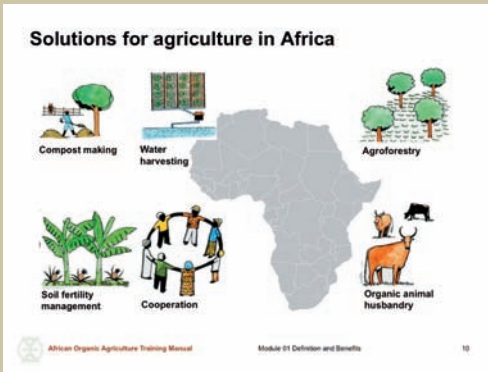 Solutions for agriculture in Africa
Compost making
Water
harvesting
Agroforestry
Soil fertility
management
Cooperation
Organic animal
husbandry
African Organic Agriculture Training Manual
Module 01 Definition and Benefits
10